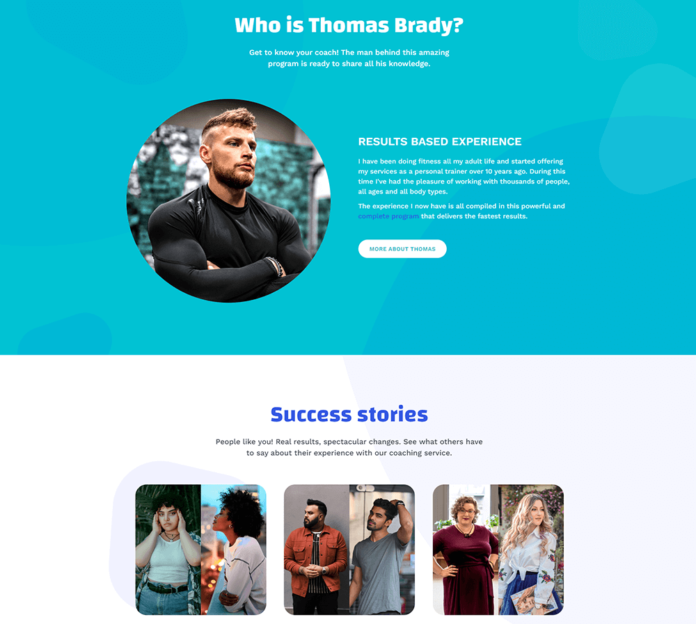 Who is Thomas Brady?
Get to know your coach! The man behind this amazing
program is ready to share all his knowledge.
RESULTS BASED EXPERIENCE
I have been doing fitness all my adult life and started offering
my services as a personal trainer over 10 years ago. During this
time I've had the pleasure of working with thousands of people,
all ages and all body types.
The experience I now have is all compiled in this powerful and
complete program that delivers the fastest results.
MORE ABOUT THOMAS
Success stories
People like you! Real results, spectacular changes. See what others have
to say about their experience with our coaching service.